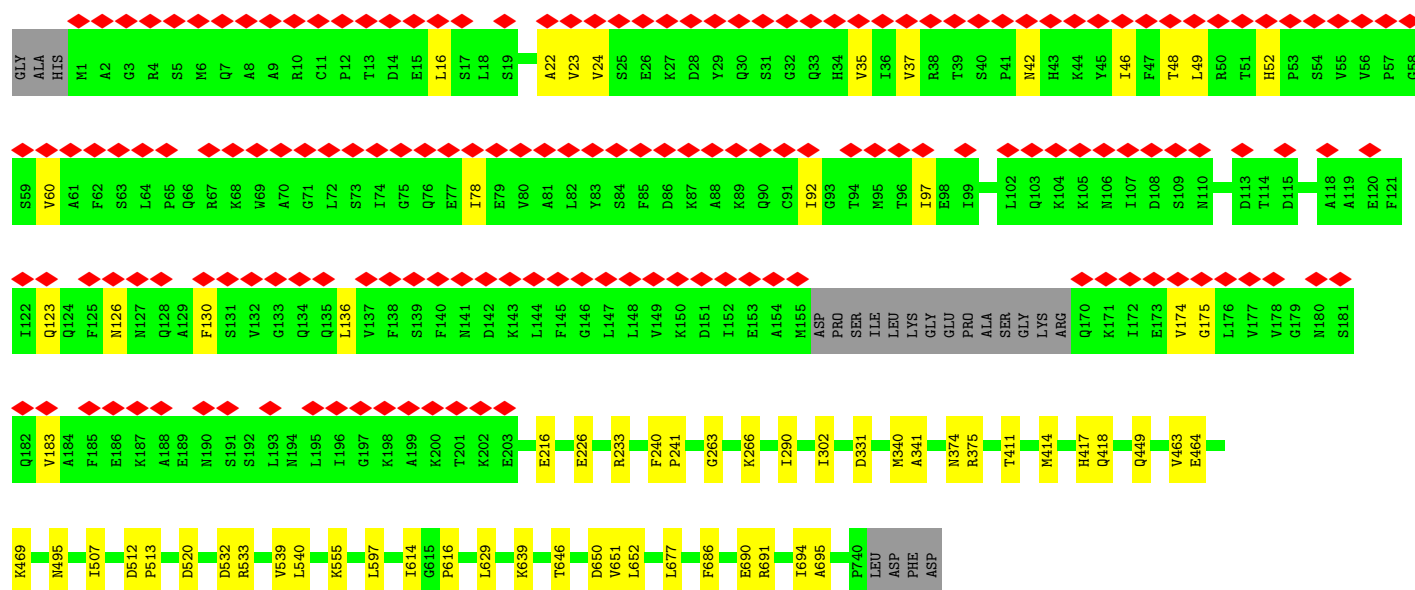 GLY ALA HIS M1 A2 G3 R4 S5 M6 Q7 A8 A9 R10 C11 P12 T13 D14 E15 L16 S17 L18 S19 A22 V23 V24 S25 E26 K27 D28 Y29 Q30 S31 G32 Q33 H34 V35 I36 V37 R38 T39 S40 P41 N42 H43 K44 Y45 I46 F47 T48 L49 R50 T51 H52 P53 S54 V55 V56 P57 G58
S59 V60 A61 F62 S63 L64 P65 Q66 R67 K68 W69 A70 G71 L72 S73 I74 G75 Q76 E77 I78 E79 V80 A81 L82 Y83 S84 F85 D86 K87 A88 K89 Q90 C91 I92 G93 T94 M95 T96 I97 E98 I99 L102 Q103 K104 K105 N106 I107 D108 S109 N110 D113 T114 D115 A118 A119 E120 F121
I122 Q123 Q124 F125 N126 N127 Q128 A129 F130 S131 V132 G133 Q134 Q135 L136 V137 F138 S139 F140 N141 D142 K143 L144 F145 G146 L147 L148 V149 K150 D151 I152 E153 A154 M155 ASP PRO SER ILE LEU LYS GLY GLU PRO ALA SER GLY LYS ARG Q170 K171 I172 E173 V174 G175 L176 V177 V178 G179 N180 S181
Q182 V183 A184 F185 E186 K187 A188 E189 N190 S191 S192 L193 N194 L195 I196 G197 K198 A199 K200 T201 K202 E203 E216 E226 R233 F240 P241 G263 K266 I290 I302 D331 M340 A341 N374 R375 T411 M414 H417 Q418 Q449 V463 E464
K469 N495 I507 D512 P513 D520 D532 R533 V539 L540 K555 L597 I614 G615 P616 L629 K639 T646 D650 V651 L652 L677 F686 E690 R691 I694 A695 P740 LEU ASP PHE ASP